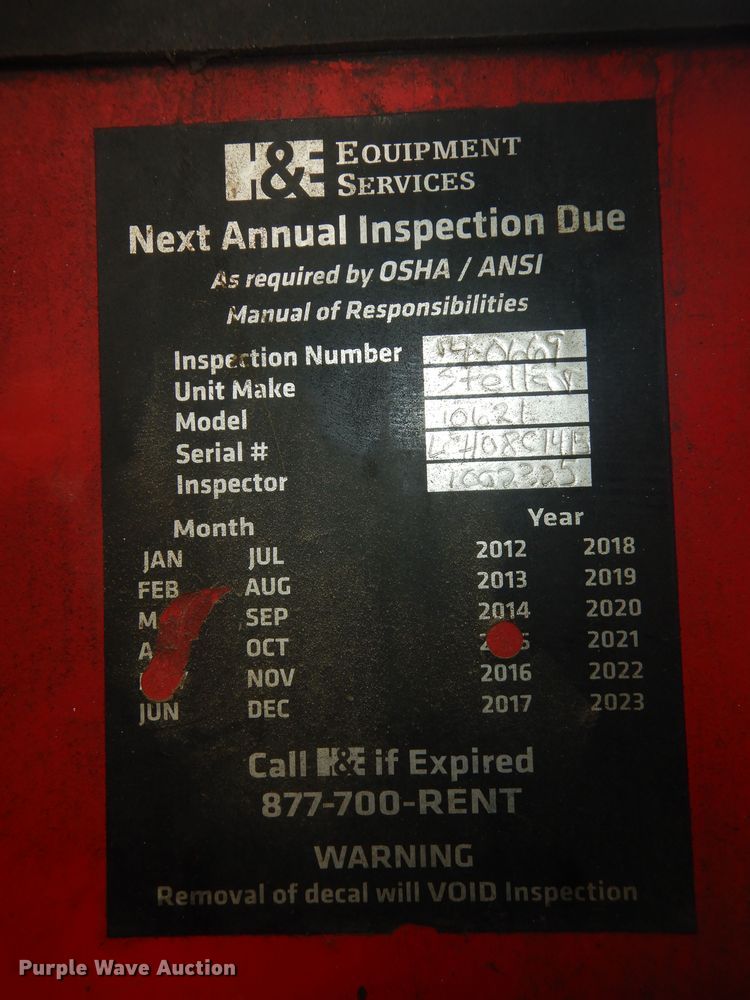 H&E EQUIPMENT
SERVICES
Next Annual Inspection Due
As required by OSHA / ANSI
Manual of Responsibilities
Inspection Number
Unit Make Stellar
Model 10621
Serial #
Inspector 1002325
Month Year
JAN JUL 2012 2018
FEB AUG 2013 2019
M SEP 2014 2020
A OCT 2021
NOV 2016 2022
JUN DEC 2017 2023
Call H&E if Expired
877-700-RENT
WARNING
Removal of decal will VOID Inspection
Purple Wave Auction